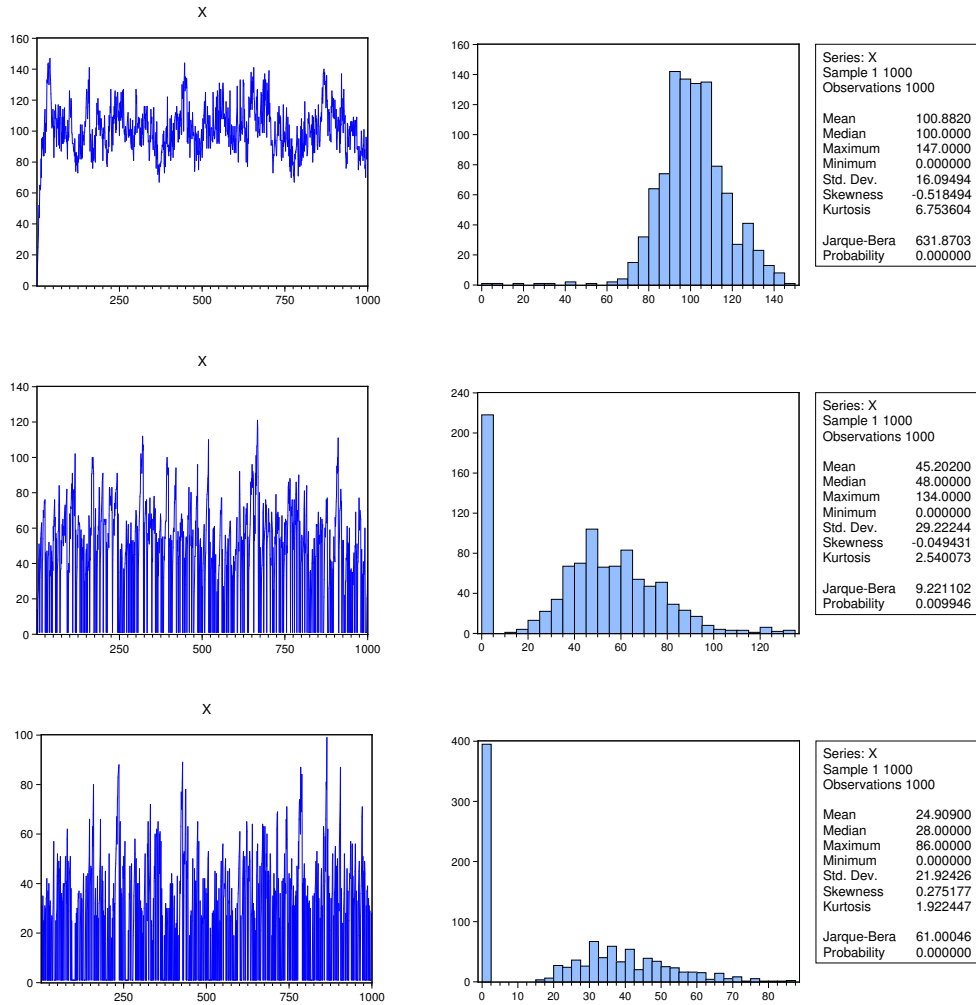 X
160
140
120
100
80
60
40
20
0
250 500 750 1000
160
140
120
100
80
60
40
20
0
0 20 40 60 80 100 120 140
Series: X
Sample 1 1000
Observations 1000
Mean 100.8820
Median 100.0000
Maximum 147.0000
Minimum 0.000000
Std. Dev. 16.09494
Skewness -0.518494
Kurtosis 6.753604
Jarque-Bera 631.8703
Probability 0.000000
X
140
120
100
80
60
40
20
0
250 500 750 1000
240
200
160
120
80
40
0
0 20 40 60 80 100 120
Series: X
Sample 1 1000
Observations 1000
Mean 45.20200
Median 48.00000
Maximum 134.0000
Minimum 0.000000
Std. Dev. 29.22244
Skewness -0.049431
Kurtosis 2.540073
Jarque-Bera 9.221102
Probability 0.009946
X
100
80
60
40
20
0
250 500 750 1000
400
300
200
100
0
0 10 20 30 40 50 60 70 80
Series: X
Sample 1 1000
Observations 1000
Mean 24.90900
Median 28.00000
Maximum 86.00000
Minimum 0.000000
Std. Dev. 21.92426
Skewness 0.275177
Kurtosis 1.922447
Jarque-Bera 61.00046
Probability 0.000000